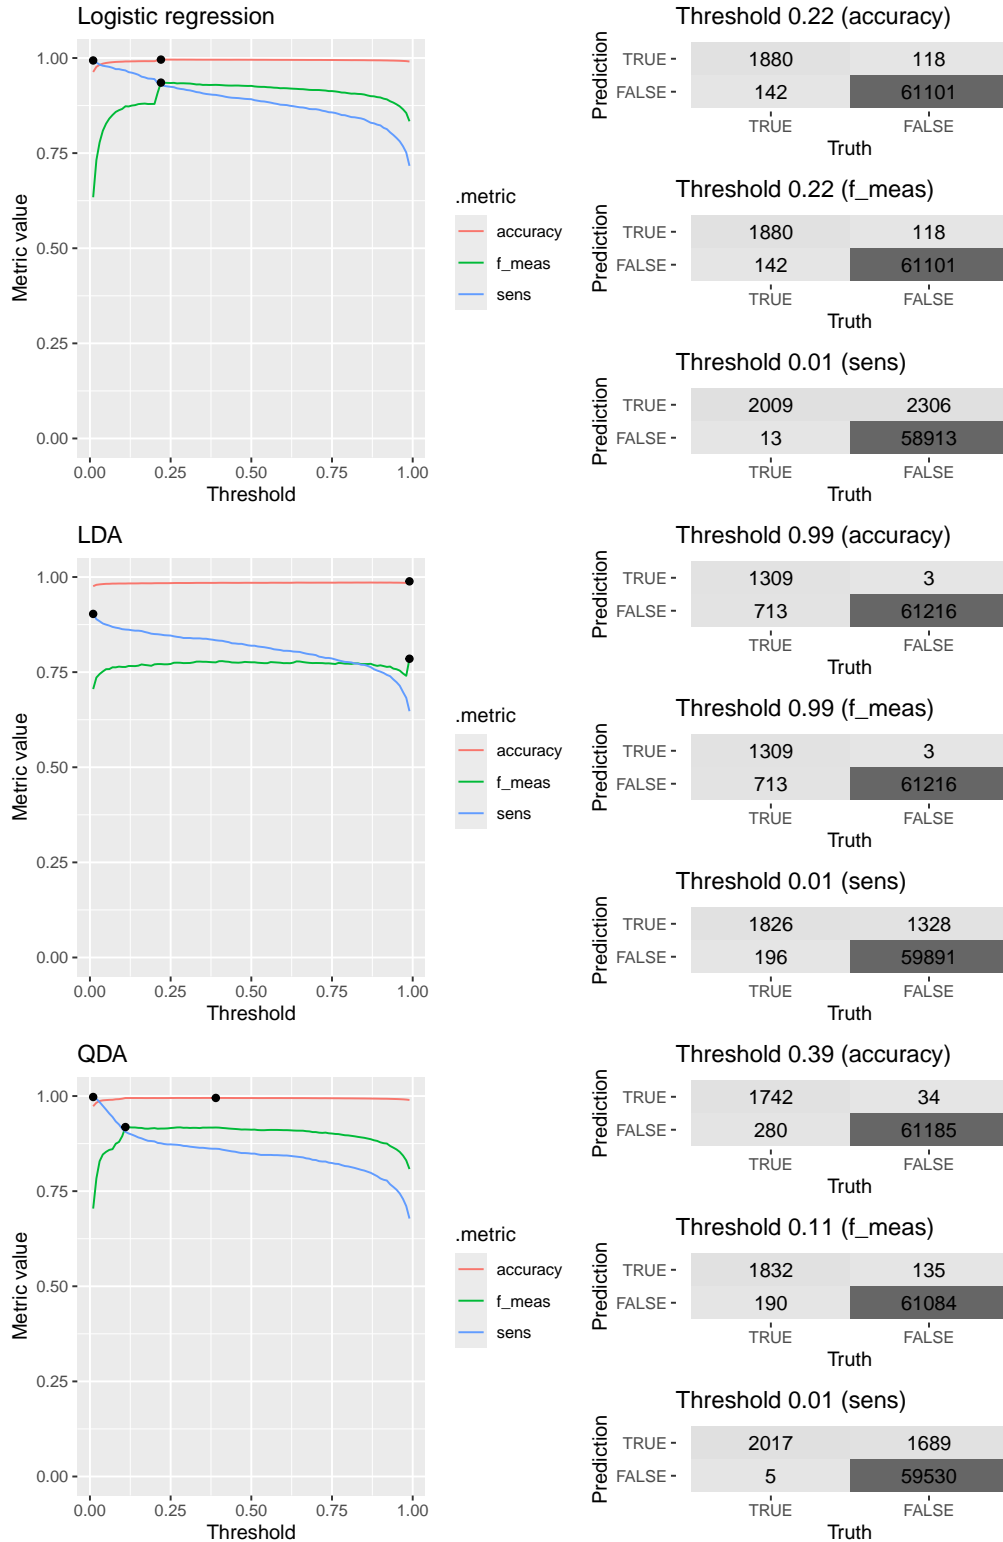 Logistic regression
1.00
0.75
0.50
0.25
0.00
Metric value
0.00 0.25 0.50 0.75 1.00
Threshold
.metric
accuracy
f_meas
sens
Threshold 0.22 (accuracy)
Prediction
TRUE 1880 118
FALSE 142 61101
TRUE FALSE
Truth
Threshold 0.22 (f_meas)
Prediction
TRUE 1880 118
FALSE 142 61101
TRUE FALSE
Truth
Threshold 0.01 (sens)
Prediction
TRUE 2009 2306
FALSE 13 58913
TRUE FALSE
Truth
LDA
1.00
0.75
0.50
0.25
0.00
Metric value
0.00 0.25 0.50 0.75 1.00
Threshold
.metric
accuracy
f_meas
sens
Threshold 0.99 (accuracy)
Prediction
TRUE 1309 3
FALSE 713 61216
TRUE FALSE
Truth
Threshold 0.99 (f_meas)
Prediction
TRUE 1309 3
FALSE 713 61216
TRUE FALSE
Truth
Threshold 0.01 (sens)
Prediction
TRUE 1826 1328
FALSE 196 59891
TRUE FALSE
Truth
QDA
1.00
0.75
0.50
0.25
0.00
Metric value
0.00 0.25 0.50 0.75 1.00
Threshold
.metric
accuracy
f_meas
sens
Threshold 0.39 (accuracy)
Prediction
TRUE 1742 34
FALSE 280 61185
TRUE FALSE
Truth
Threshold 0.11 (f_meas)
Prediction
TRUE 1832 135
FALSE 190 61084
TRUE FALSE
Truth
Threshold 0.01 (sens)
Prediction
TRUE 2017 1689
FALSE 5 59530
TRUE FALSE
Truth